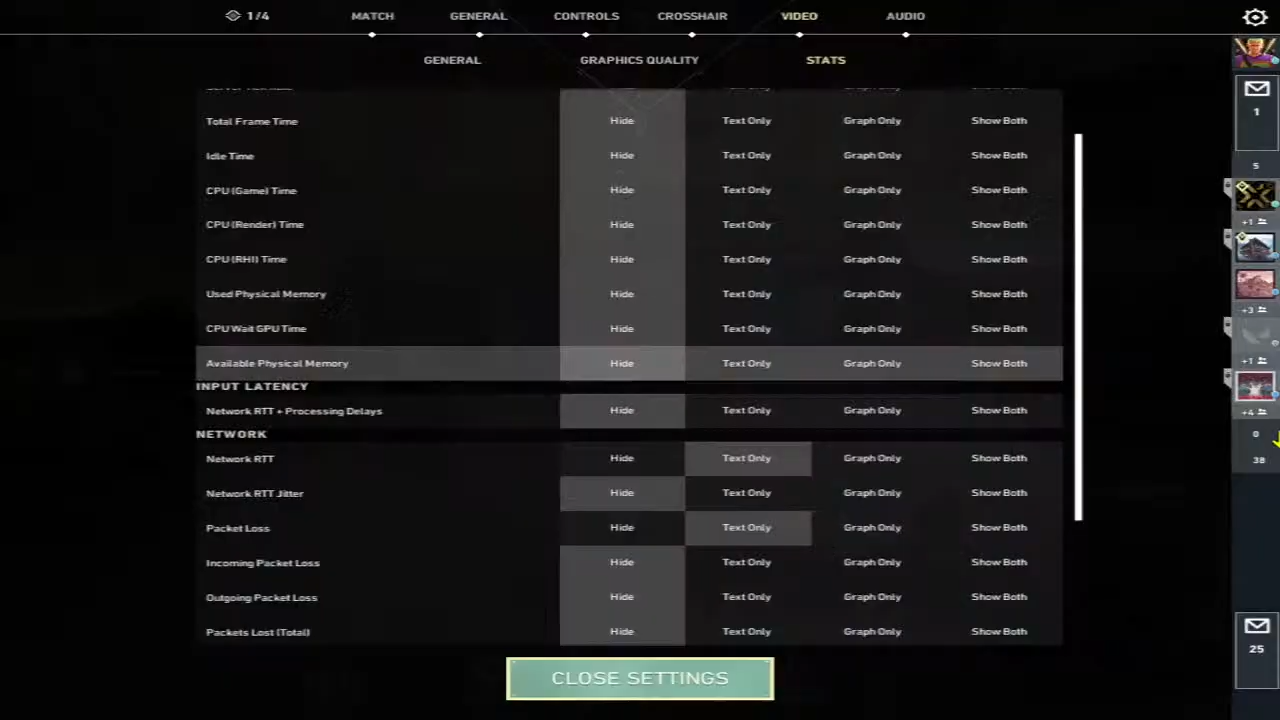 1/4 MATCH GENERAL CONTROLS CROSSHAIR VIDEO AUDIO
GENERAL GRAPHICS QUALITY STATS
Total Frame Time Hide Text Only Graph Only Show Both
Idle Time Hide Text Only Graph Only Show Both
CPU (Game) Time Hide Text Only Graph Only Show Both
CPU (Render) Time Hide Text Only Graph Only Show Both
CPU (RHI) Time Hide Text Only Graph Only Show Both
Used Physical Memory Hide Text Only Graph Only Show Both
CPU Wait GPU Time Hide Text Only Graph Only Show Both
Available Physical Memory Hide Text Only Graph Only Show Both
INPUT LATENCY
Network RTT + Processing Delays Hide Text Only Graph Only Show Both
NETWORK
Network RTT Hide Text Only Graph Only Show Both
Network RTT Jitter Hide Text Only Graph Only Show Both
Packet Loss Hide Text Only Graph Only Show Both
Incoming Packet Loss Hide Text Only Graph Only Show Both
Outgoing Packet Loss Hide Text Only Graph Only Show Both
Packets Lost (Total) Hide Text Only Graph Only Show Both
CLOSE SETTINGS
1
5
+1
+3
+1
+4
0
38
25